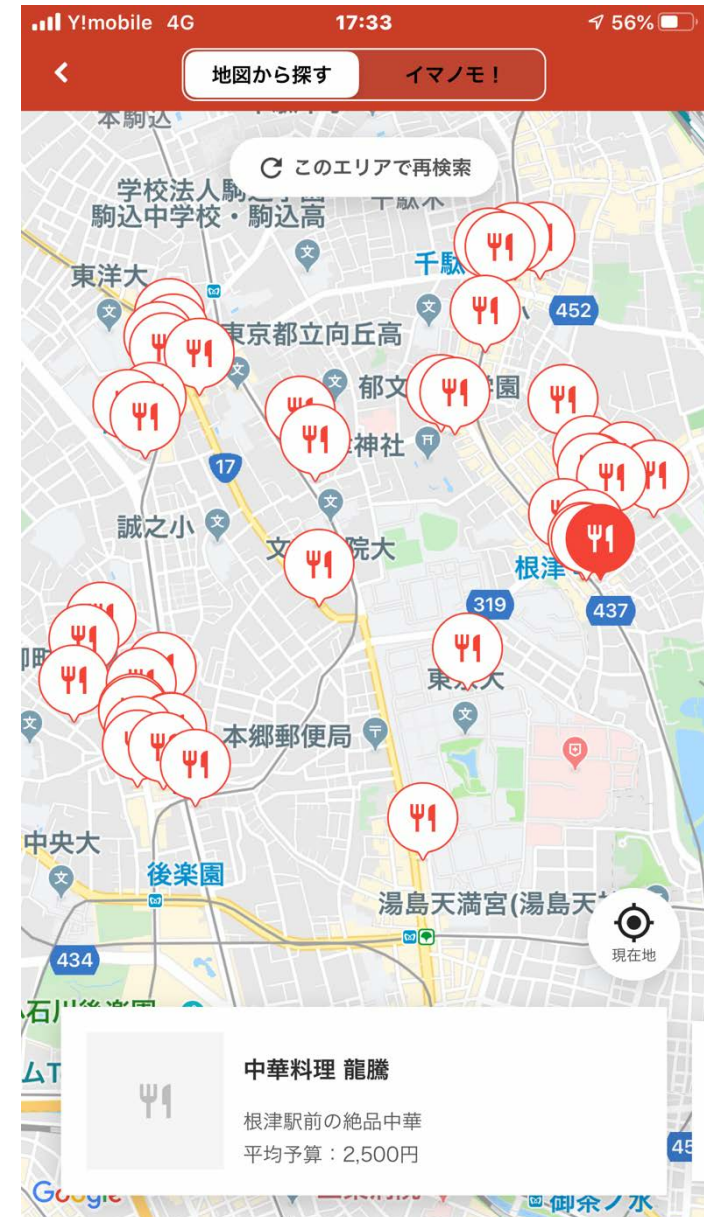 Y!mobile 4G 17:33 56%
地図から探す イマノモ！
本駒込
このエリアで再検索
学校法人駒
駒込中学校・駒込高
千駄木
千駄
東洋大
452
東京都立向丘高
郁文 学園
神社
17
誠之小
文 院大
根津
319
437
東京大
本郷郵便局
中央大
後楽園
湯島天満宮(湯島天
現在地
434
小石川後楽園
ムT
中華料理 龍騰
根津駅前の絶品中華
平均予算：2,500円
45
Google
御茶ノ水